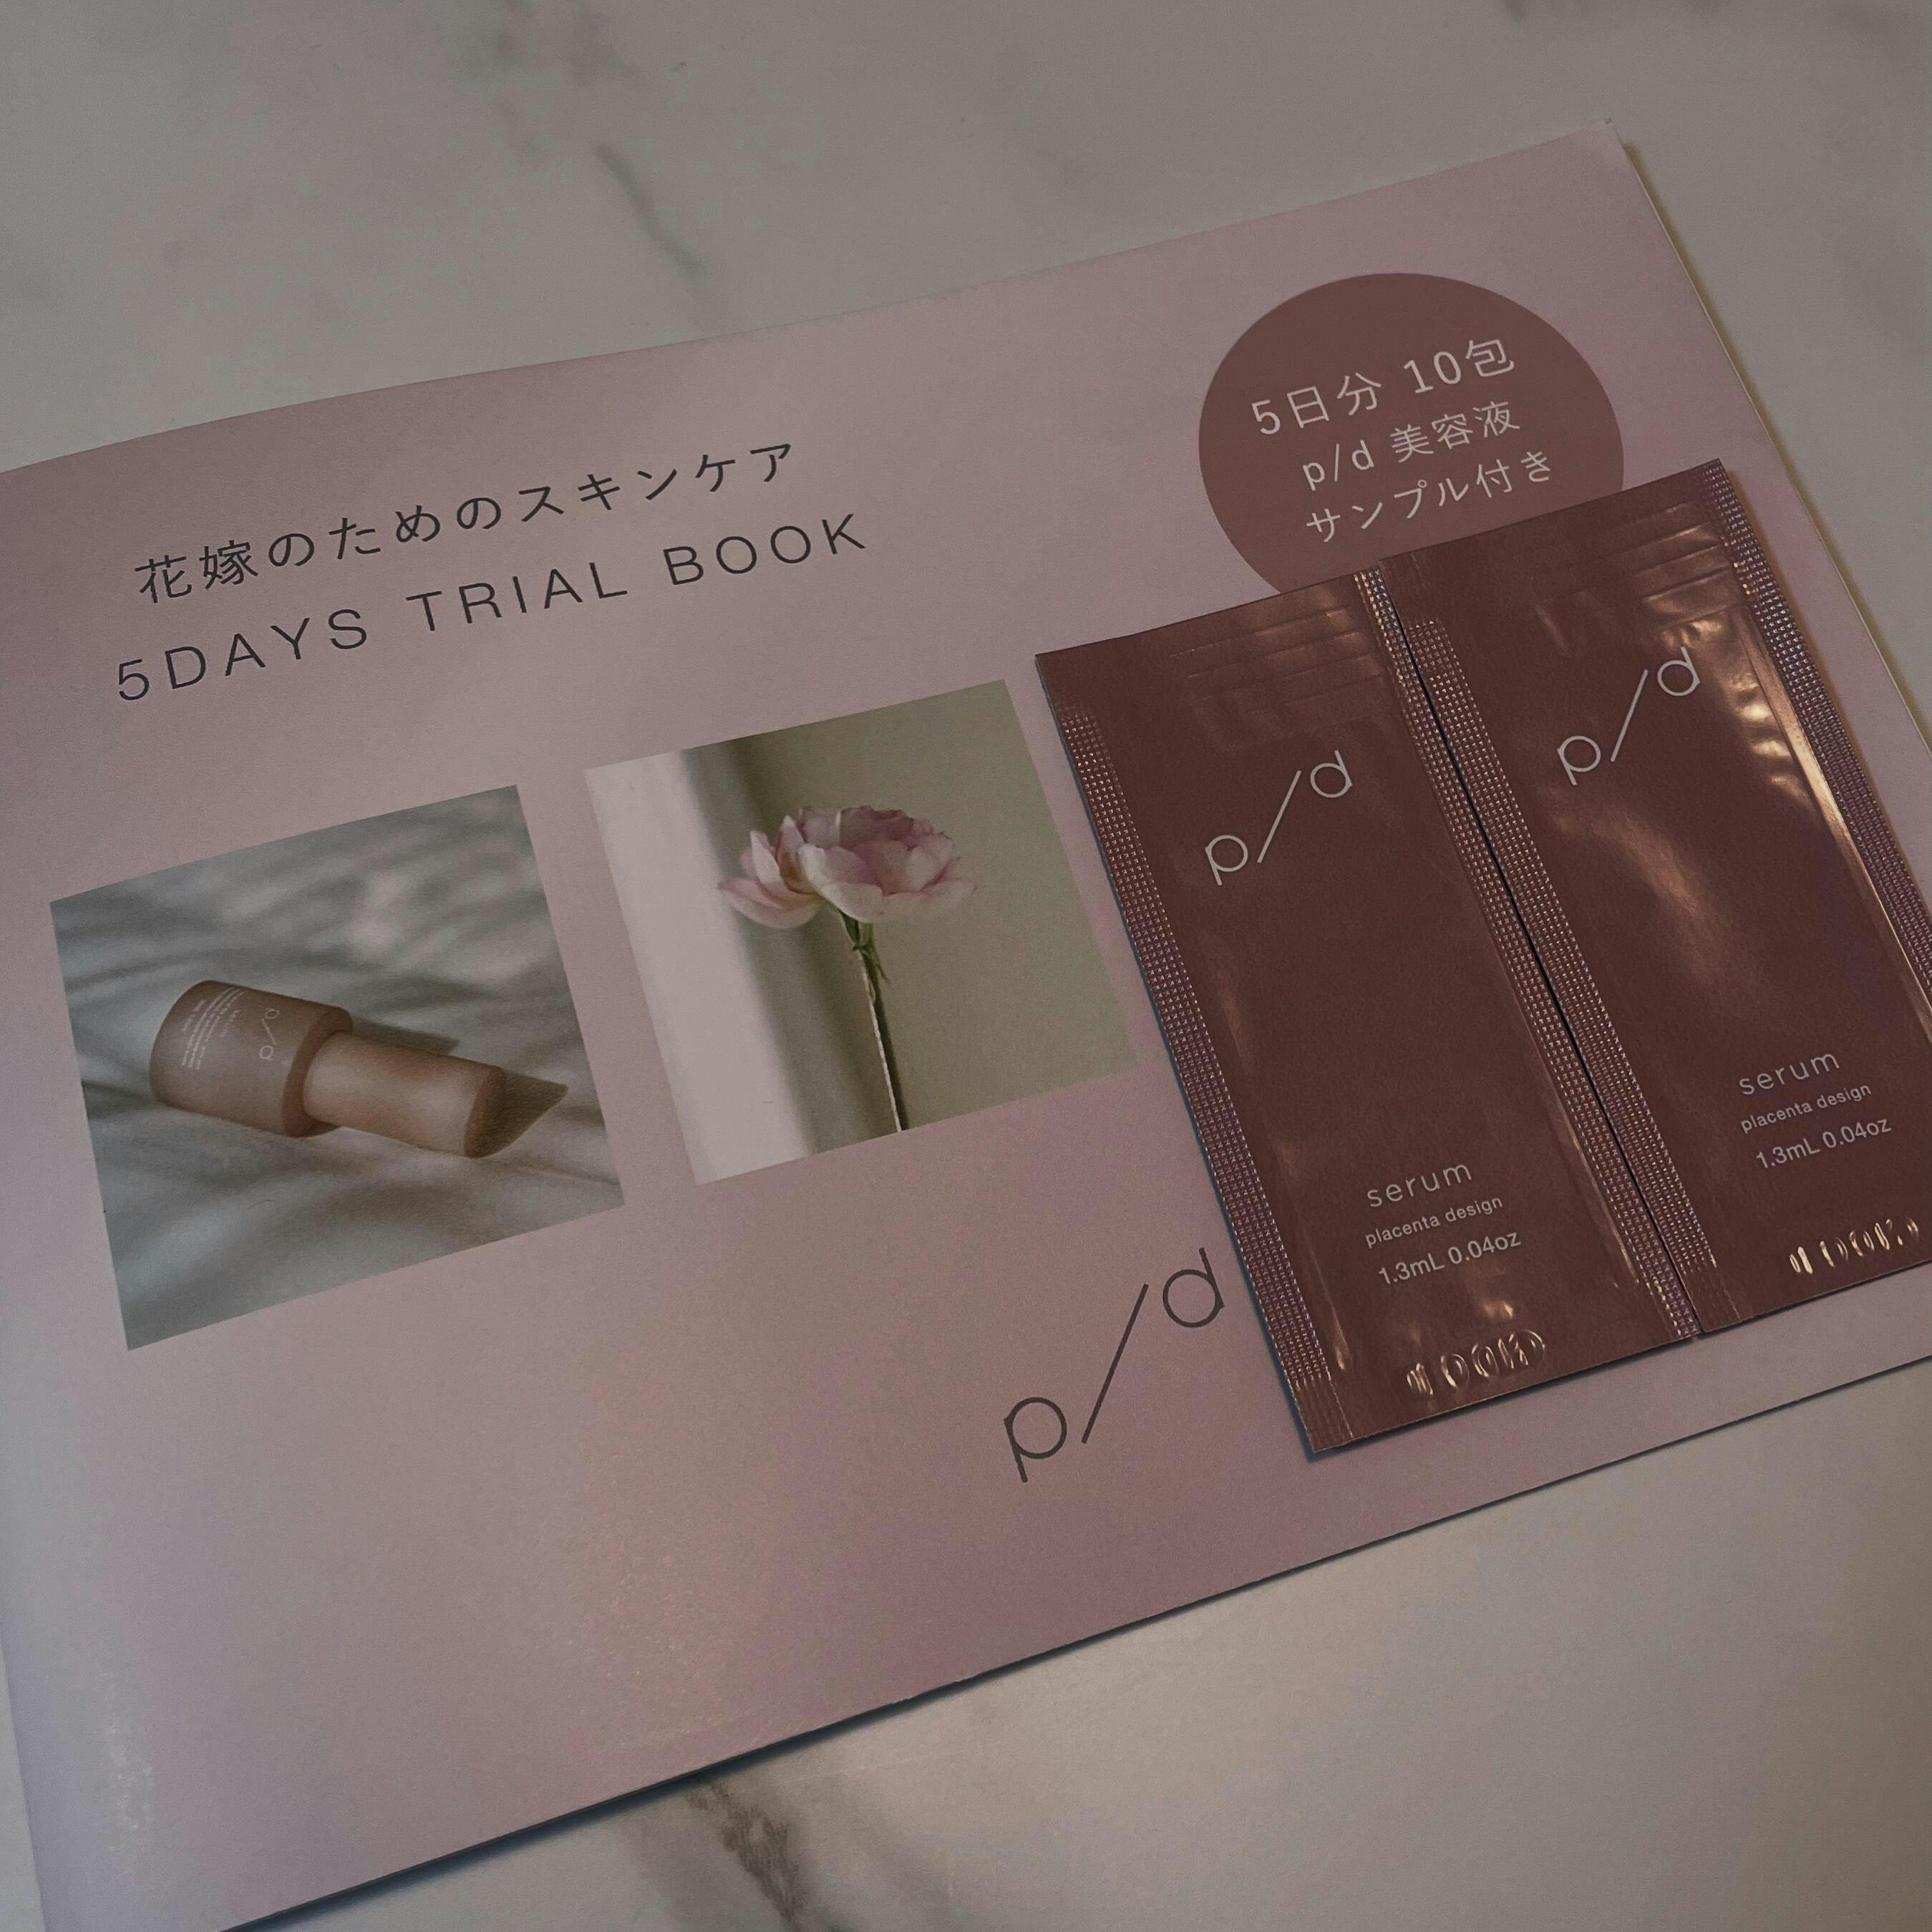 花嫁のためのスキンケア
5DAYS TRIAL BOOK
5日分 10包
p/d 美容液
サンプル付き
p/d
p/d
serum
placenta design
1.3mL 0.04oz
p/d
serum
placenta design
1.3mL 0.04oz
p/d